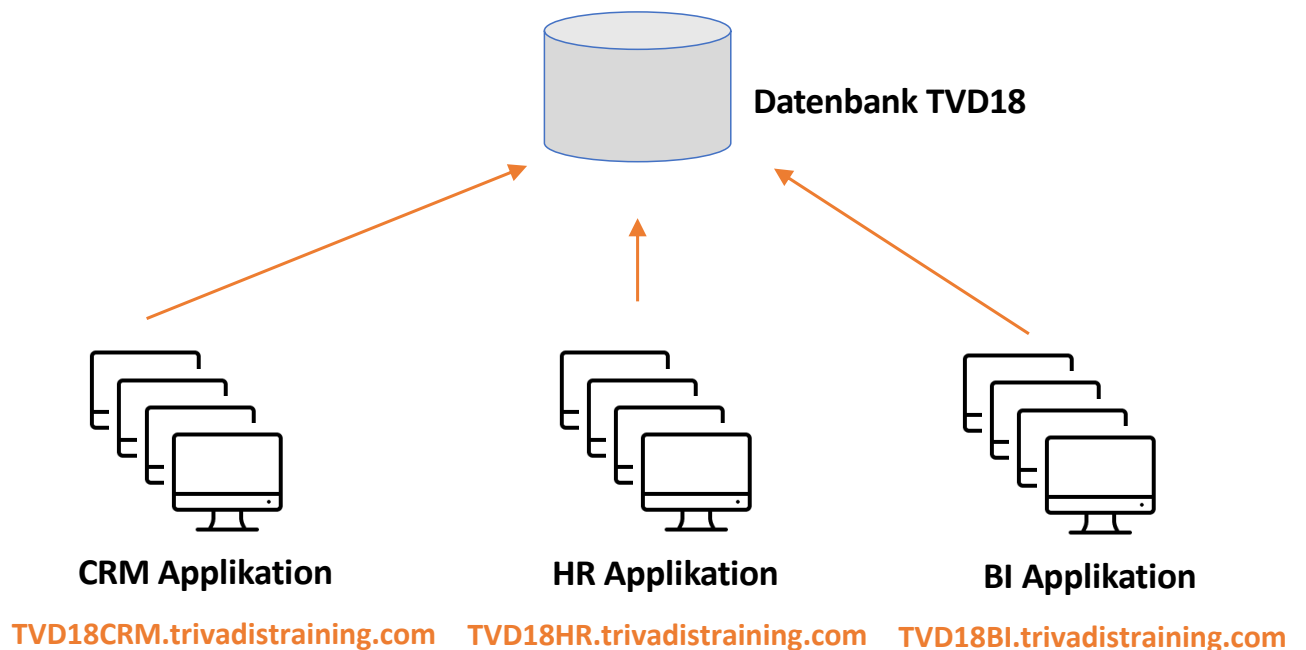 Datenbank TVD18
CRM Applikation
HR Applikation
BI Applikation
TVD18CRM.trivadistraining.com
TVD18HR.trivadistraining.com
TVD18BI.trivadistraining.com